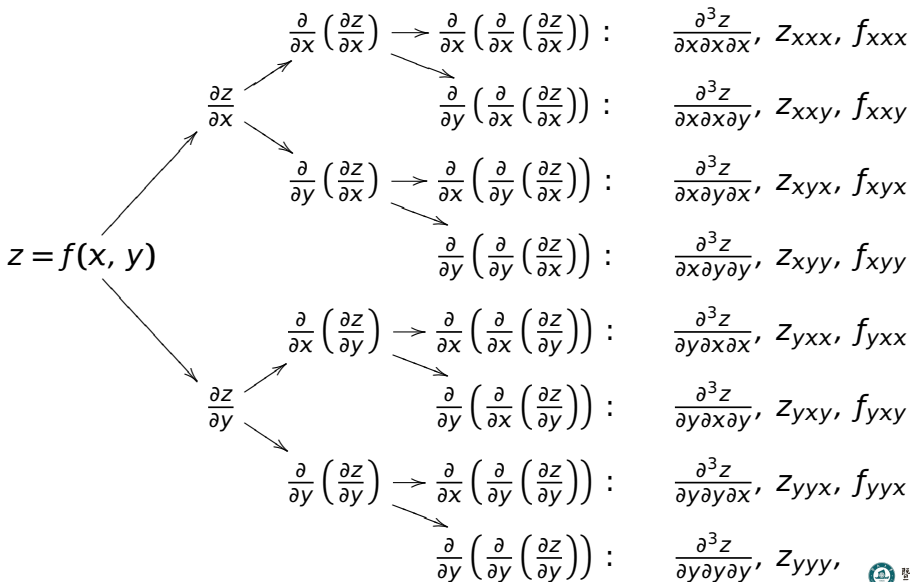 ∂/∂x (∂z/∂x) → ∂/∂x (∂/∂x (∂z/∂x)) : ∂³z/∂x∂x∂x, z_xxx, f_xxx
∂z/∂x ∂/∂y (∂/∂x (∂z/∂x)) : ∂³z/∂x∂x∂y, z_xxy, f_xxy
∂/∂y (∂z/∂x) → ∂/∂x (∂/∂y (∂z/∂x)) : ∂³z/∂x∂y∂x, z_xyx, f_xyx
z = f(x, y) ∂/∂y (∂/∂y (∂z/∂x)) : ∂³z/∂x∂y∂y, z_xyy, f_xyy
∂/∂x (∂z/∂y) → ∂/∂x (∂/∂x (∂z/∂y)) : ∂³z/∂y∂x∂x, z_yxx, f_yxx
∂z/∂y ∂/∂y (∂/∂x (∂z/∂y)) : ∂³z/∂y∂x∂y, z_yxy, f_yxy
∂/∂y (∂z/∂y) → ∂/∂x (∂/∂y (∂z/∂y)) : ∂³z/∂y∂y∂x, z_yyx, f_yyx
∂/∂y (∂/∂y (∂z/∂y)) : ∂³z/∂y∂y∂y, z_yyy,